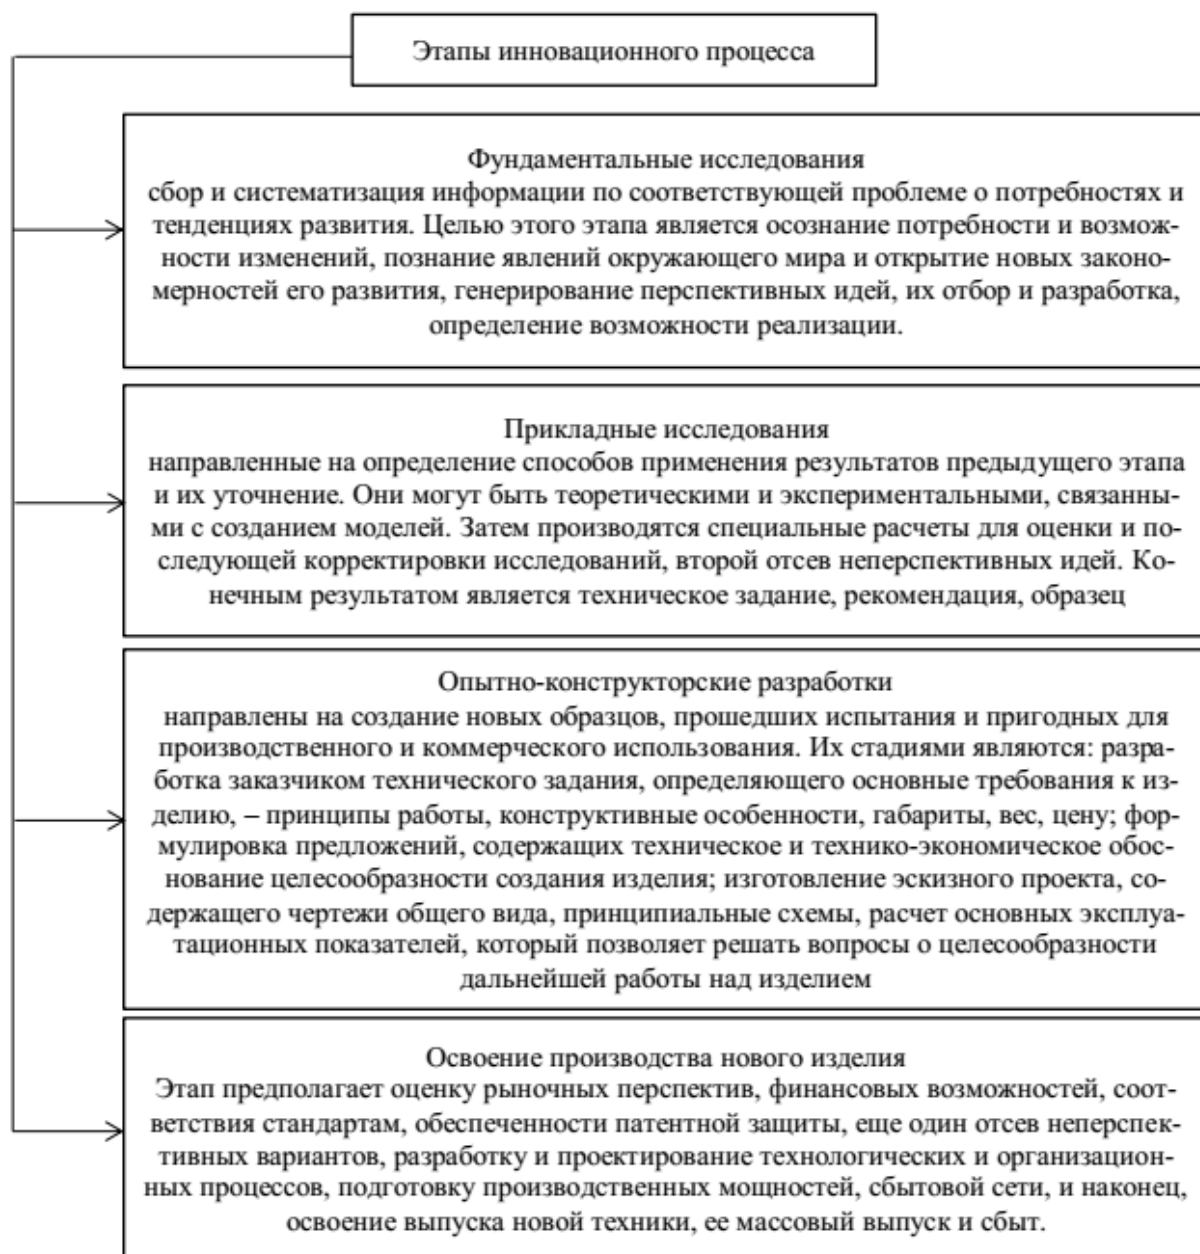 Этапы инновационного процесса
Фундаментальные исследования
сбор и систематизация информации по соответствующей проблеме о потребностях и
тенденциях развития. Целью этого этапа является осознание потребности и возмож-
ности изменений, познание явлений окружающего мира и открытие новых законо-
мерностей его развития, генерирование перспективных идей, их отбор и разработка,
определение возможности реализации.
Прикладные исследования
направленные на определение способов применения результатов предыдущего этапа
и их уточнение. Они могут быть теоретическими и экспериментальными, связанны-
ми с созданием моделей. Затем производятся специальные расчеты для оценки и по-
следующей корректировки исследований, второй отсев неперспективных идей. Ко-
нечным результатом является техническое задание, рекомендация, образец
Опытно-конструкторские разработки
направлены на создание новых образцов, прошедших испытания и пригодных для
производственного и коммерческого использования. Их стадиями являются: разра-
ботка заказчиком технического задания, определяющего основные требования к из-
делию, – принципы работы, конструктивные особенности, габариты, вес, цену; фор-
мулировка предложений, содержащих техническое и технико-экономическое обос-
нование целесообразности создания изделия; изготовление эскизного проекта, со-
держащего чертежи общего вида, принципиальные схемы, расчет основных эксплуа-
тационных показателей, который позволяет решать вопросы о целесообразности
дальнейшей работы над изделием
Освоение производства нового изделия
Этап предполагает оценку рыночных перспектив, финансовых возможностей, соот-
ветствия стандартам, обеспеченности патентной защиты, еще один отсев неперспек-
тивных вариантов, разработку и проектирование технологических и организацион-
ных процессов, подготовку производственных мощностей, сбытовой сети, и наконец,
освоение выпуска новой техники, ее массовый выпуск и сбыт.